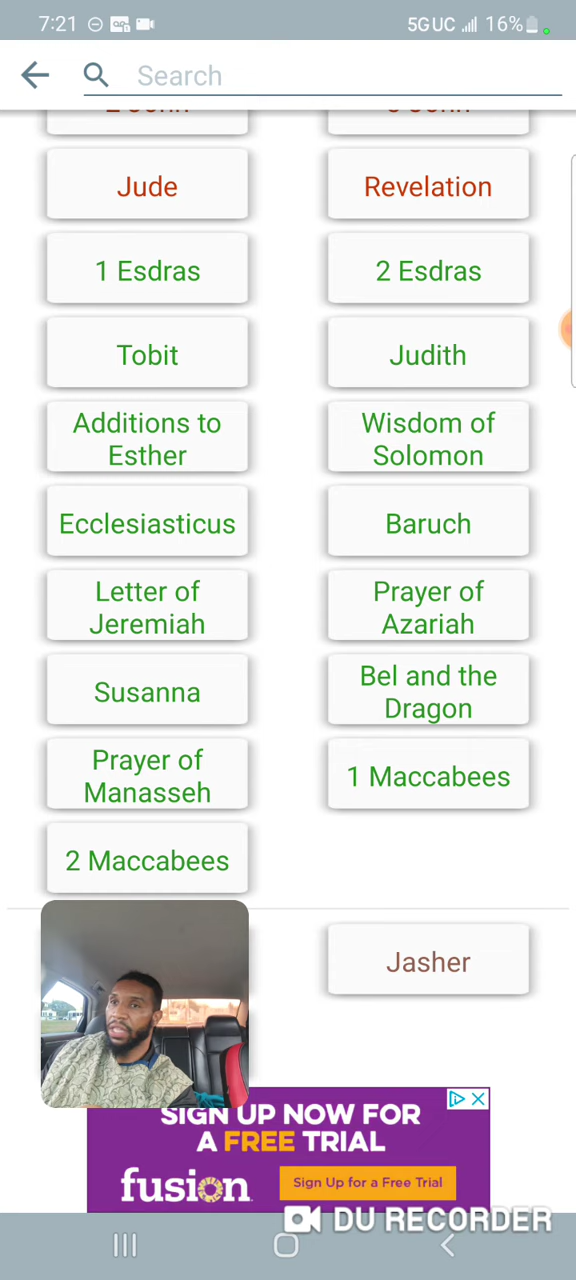 7:21
5G UC
16%
Search
Jude
Revelation
1 Esdras
2 Esdras
Tobit
Judith
Additions to
Esther
Wisdom of
Solomon
Ecclesiasticus
Baruch
Letter of
Jeremiah
Prayer of
Azariah
Susanna
Bel and the
Dragon
Prayer of
Manasseh
1 Maccabees
2 Maccabees
Jasher
SIGN UP NOW FOR
A FREE TRIAL
fusion
Sign Up for a Free Trial
DU RECORDER